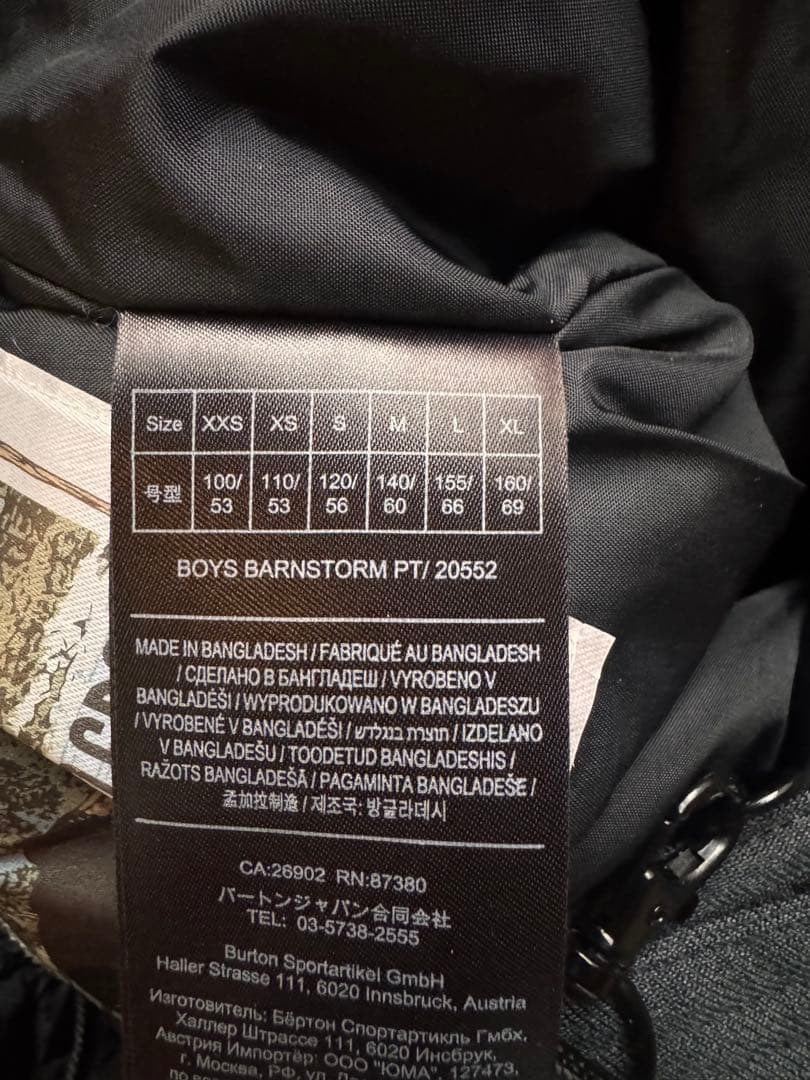 Size XXS XS S M L XL
号型 100/53 110/53 120/56 140/60 155/66 160/69
BOYS BARNSTORM PT/ 20552
MADE IN BANGLADESH / FABRIQUÉ AU BANGLADESH
/ СДЕЛАНО В БАНГЛАДЕШ / VYROBENO V
BANGLADÉŠI / WYPRODUKOWANO W BANGLADESZU
/ VYROBENÉ V BANGLADÉŠI / תוצרת בנגלדש / IZDELANO
V BANGLADEŠU / TOODETUD BANGLADESHIS /
RAŽOTS BANGLADEŠĀ / PAGAMINTA BANGLADEŠE /
孟加拉制造 / 제조국: 방글라데시
CA:26902 RN:87380
バートンジャパン合同会社
TEL: 03-5738-2555
Burton Sportartikel GmbH
Haller Strasse 111, 6020 Innsbruck, Austria
Изготовитель: Бёртон Спортартикль Гмбх,
Халлер Штрассе 111, 6020 Инсбрук,
Австрия Импортёр: ООО "ЮМА", 127473,
г. Москва, РФ, ул.